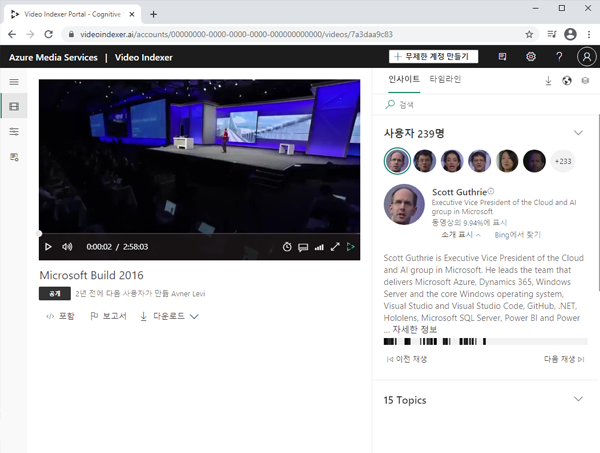 Video Indexer Portal - Cognitive
videoindexer.ai/accounts/00000000-0000-0000-0000-000000000000/videos/7a3daa9c83
Azure Media Services | Video Indexer
+ 무제한 계정 만들기
인사이트 타임라인
검색
사용자 239명
+233
Scott Guthrie
Executive Vice President of the Cloud and AI
group in Microsoft
동영상의 9.94%에 표시
소개 표시 Bing에서 찾기
Scott Guthrie is Executive Vice President of the Cloud
and AI group in Microsoft. He leads the team that
delivers Microsoft Azure, Dynamics 365, Windows
Server and the core Windows operating system,
Visual Studio and Visual Studio Code, GitHub, .NET,
Hololens, Microsoft SQL Server, Power BI and Power
... 자세한 정보
이전 재생 다음 재생
15 Topics
0:00:02 / 2:58:03
Microsoft Build 2016
공개 2년 전에 다음 사용자가 만듦 Avner Levi
포함 보고서 다운로드